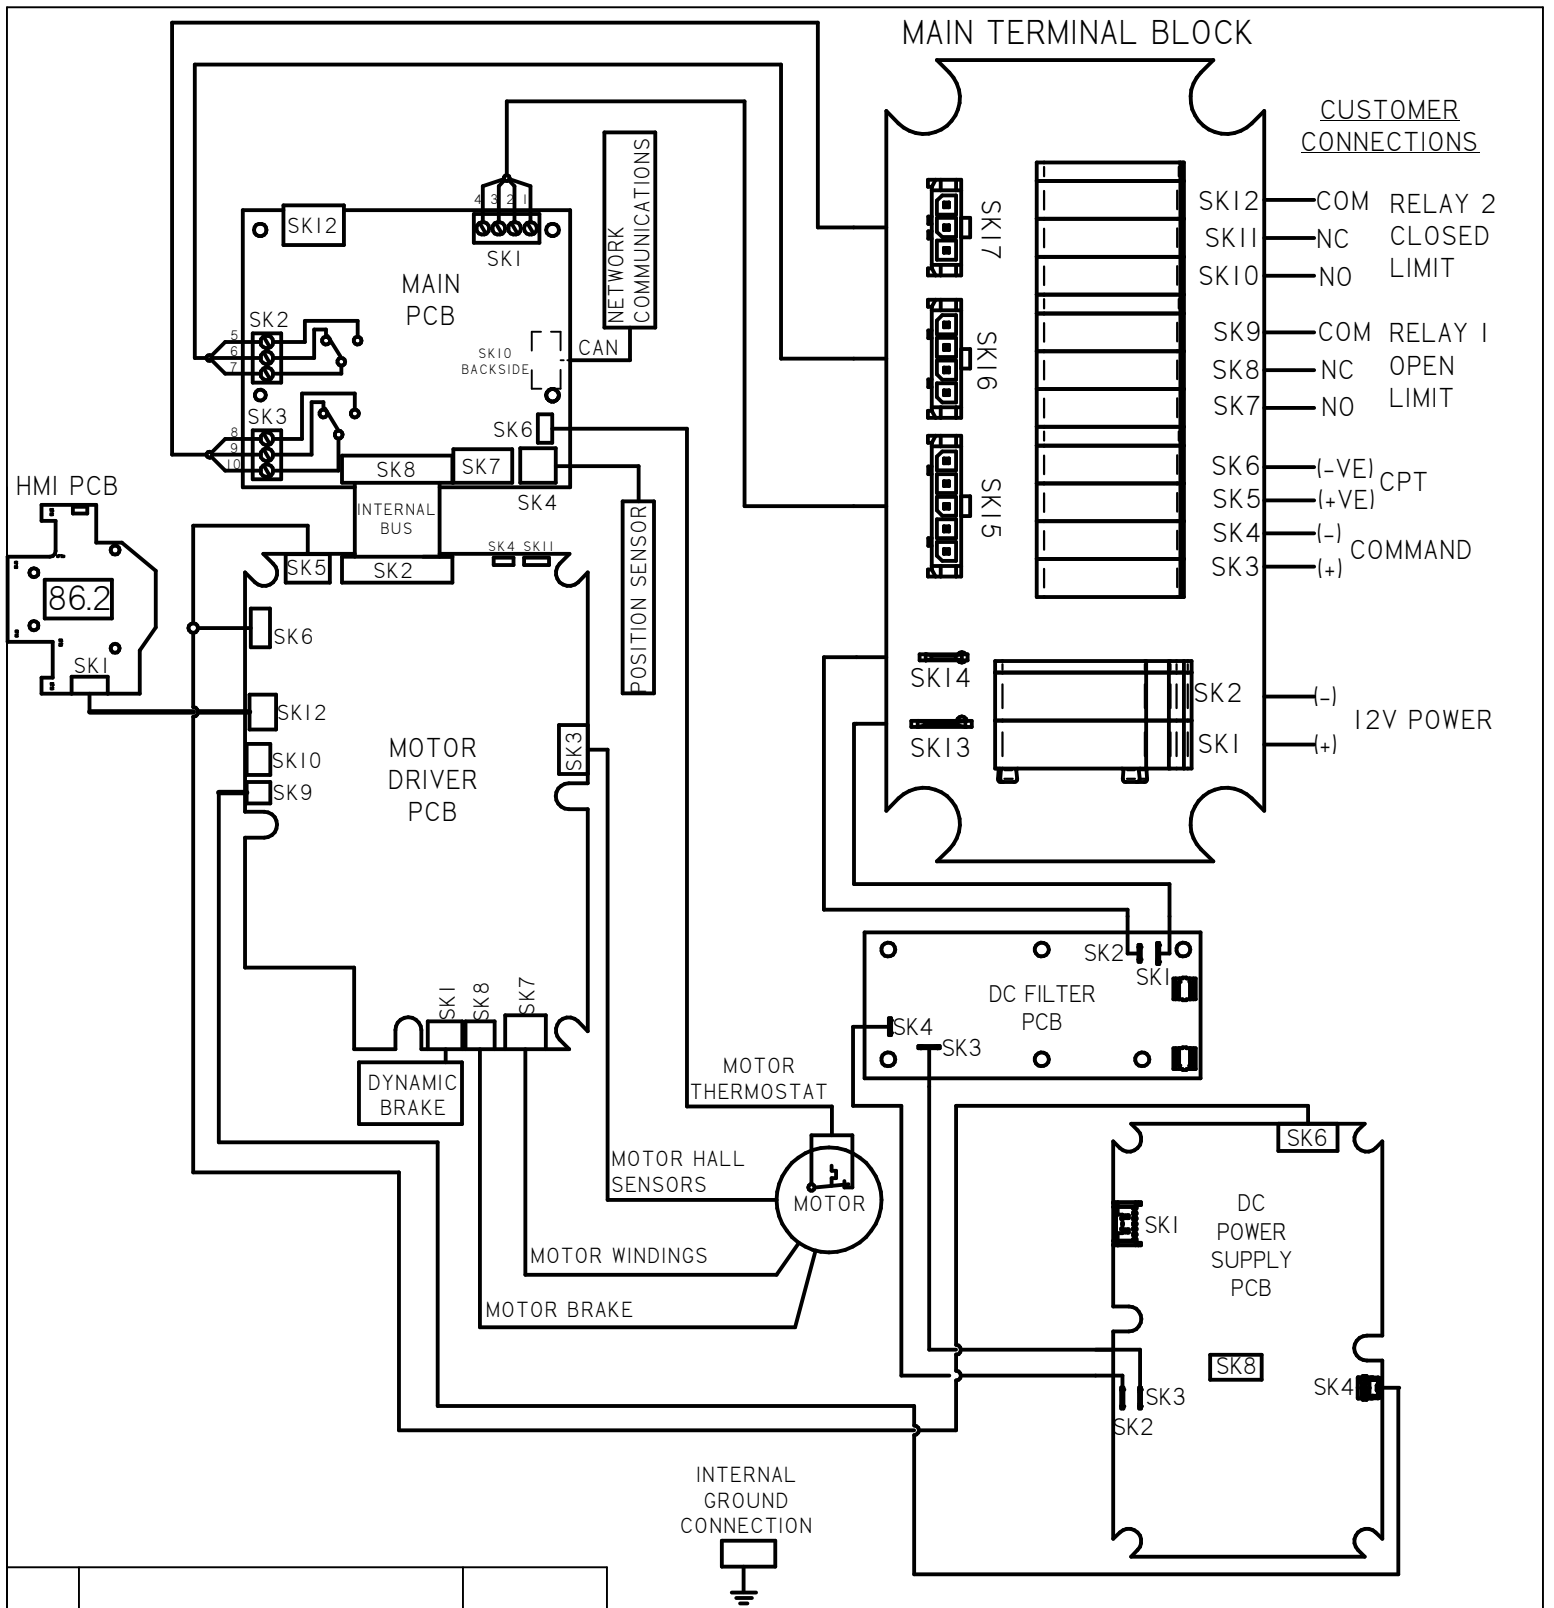 MAIN TERMINAL BLOCK
CUSTOMER
CONNECTIONS
SK17
SK16
SK15
SK12 COM RELAY 2
SK11 NC CLOSED
SK10 NO LIMIT
SK9 COM RELAY 1
SK8 NC OPEN
SK7 NO LIMIT
SK6 (-VE) CPT
SK5 (+VE)
SK4 (-) COMMAND
SK3 (+)
SK14
SK13
SK2 (-)
12V POWER
SK1 (+)
NETWORK
COMMUNICATIONS
4 3 2 1
SK12
SK1
MAIN
PCB
SK2
5
6
7
SK10
BACKSIDE
CAN
SK3
8
9
10
SK6
SK8
SK7
SK4
INTERNAL
BUS
POSITION SENSOR
HMI PCB
86.2
SK1
SK5
SK2
SK4 SK11
SK6
SK12
SK10
SK9
SK3
MOTOR
DRIVER
PCB
SK1
SK8
SK7
DYNAMIC
BRAKE
MOTOR
THERMOSTAT
MOTOR HALL
SENSORS
MOTOR
MOTOR WINDINGS
MOTOR BRAKE
SK2
SK1
DC FILTER
PCB
SK4
SK3
SK6
SK1
DC
POWER
SUPPLY
PCB
SK8
SK4
SK3
SK2
INTERNAL
GROUND
CONNECTION